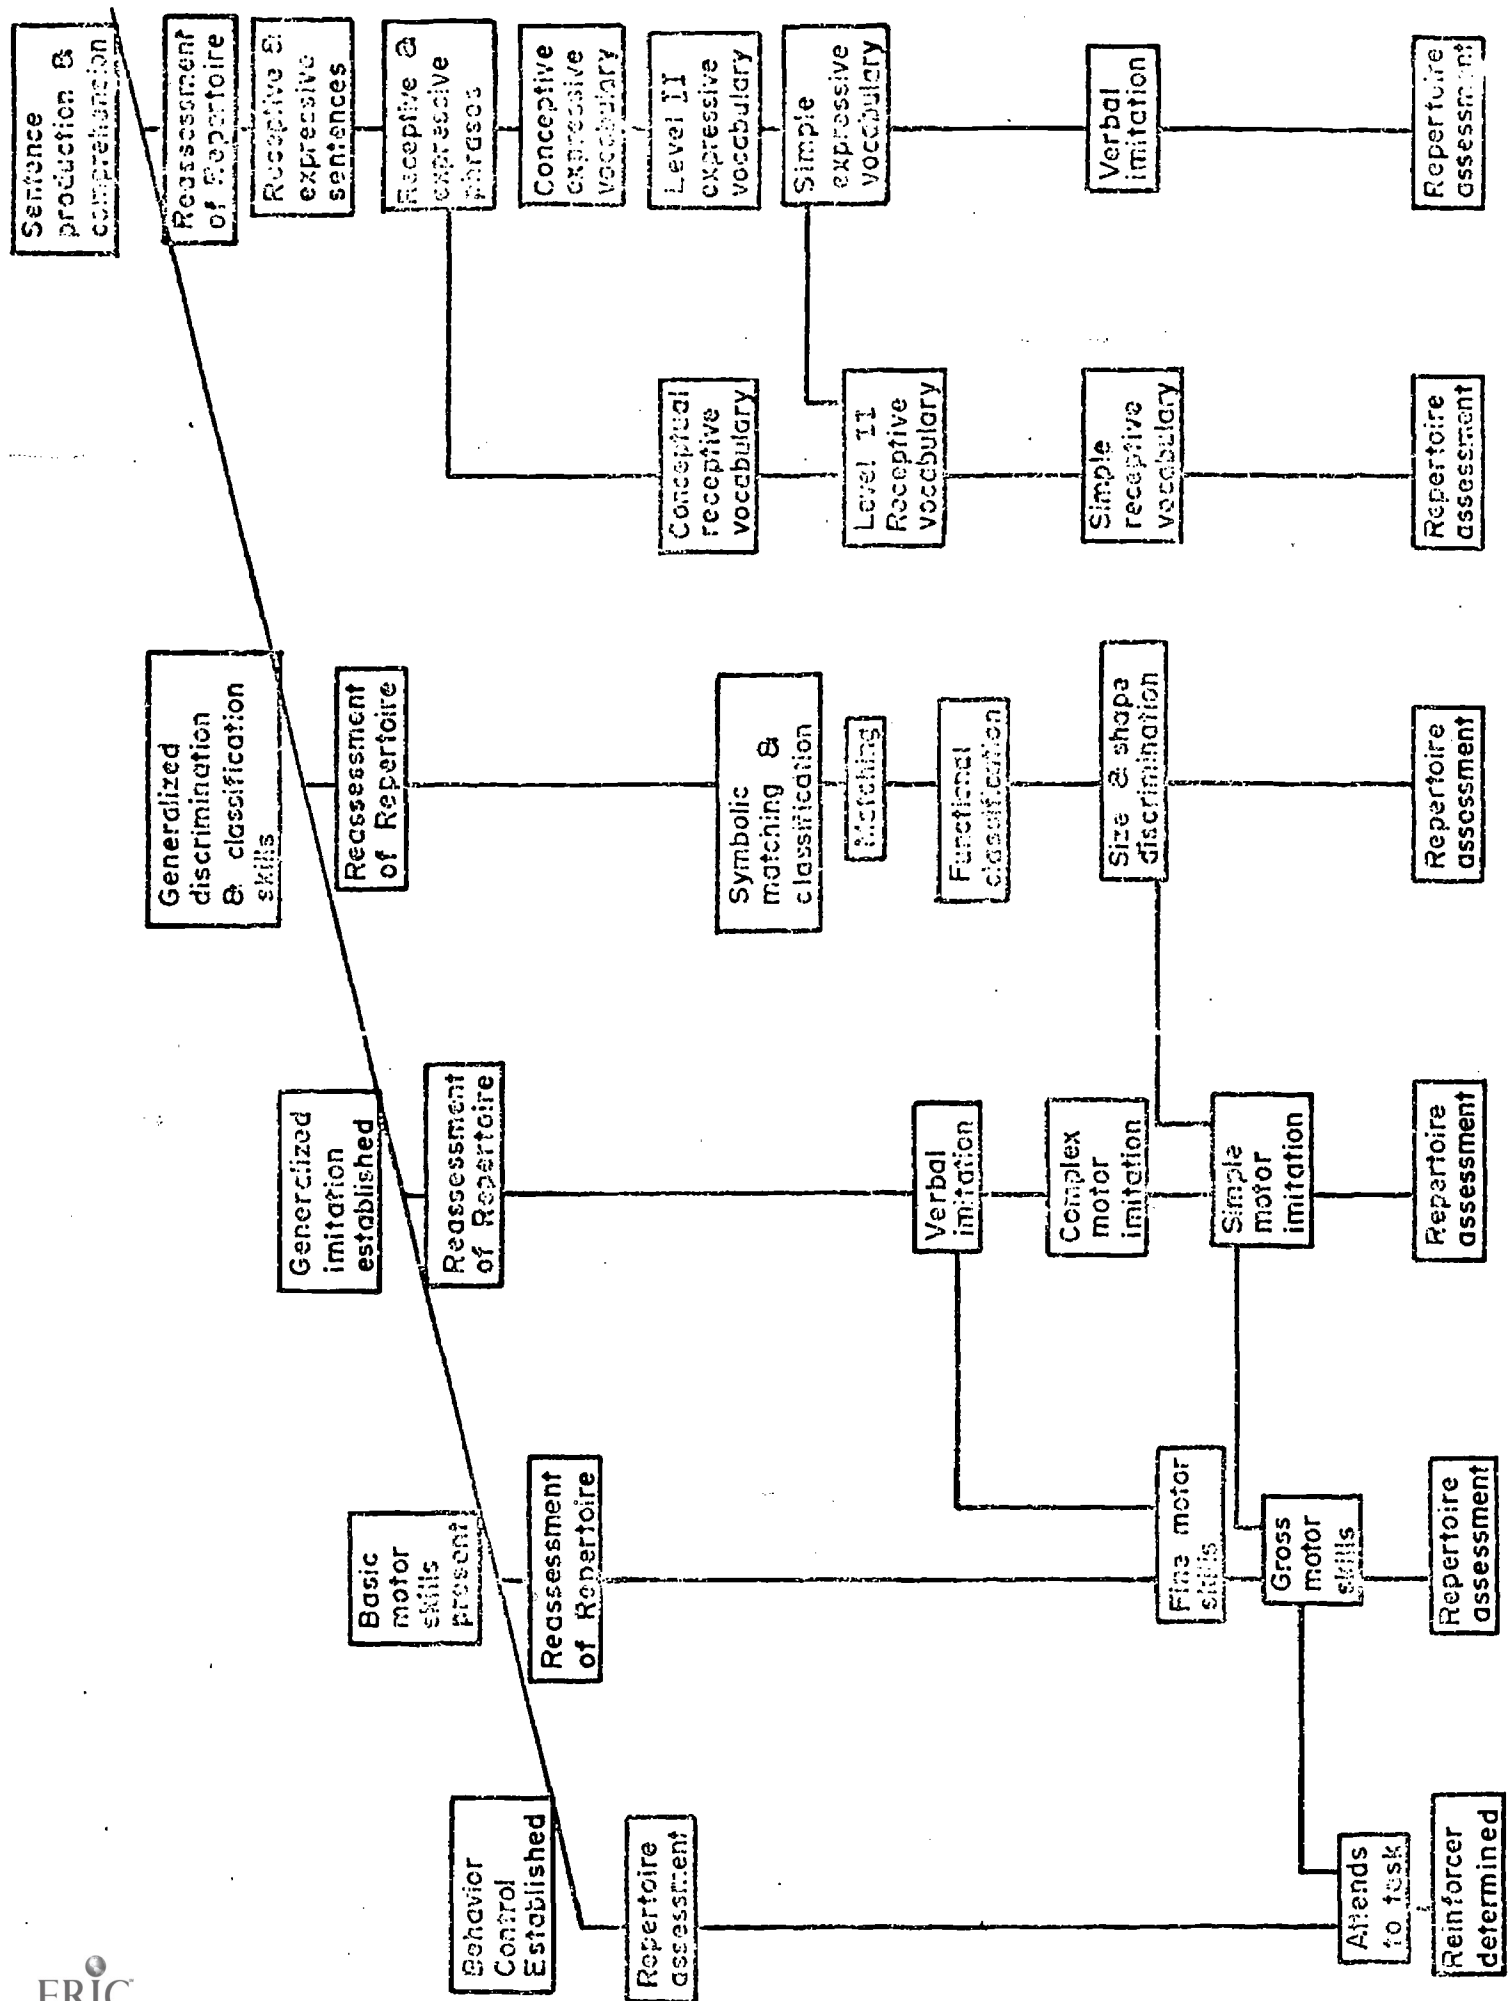 Behavior
Control
Established
Repertoire
assessment
Attends
to task
Reinforcer
determined
Basic
motor
skills
present
Reassessment
of Repertoire
Fine motor
skills
Gross
motor
skills
Repertoire
assessment
Generalized
imitation
established
Reassessment
of Repertoire
Verbal
imitation
Complex
motor
imitation
Simple
motor
imitation
Repertoire
assessment
Generalized
discrimination
& classification
skills
Reassessment
of Repertoire
Symbolic
matching &
classification
Matching
Functional
classification
Size & shape
discrimination
Repertoire
assessment
Conceptual
receptive
vocabulary
Level II
Receptive
vocabulary
Simple
receptive
vocabulary
Repertoire
assessment
Sentence
production &
comprehension
Reassessment
of Repertoire
Receptive &
expressive
sentences
Receptive &
expressive
phrases
Conceptive
expressive
vocabulary
Level II
expressive
vocabulary
Simple
expressive
vocabulary
Verbal
imitation
Repertoire
assessment
ERIC